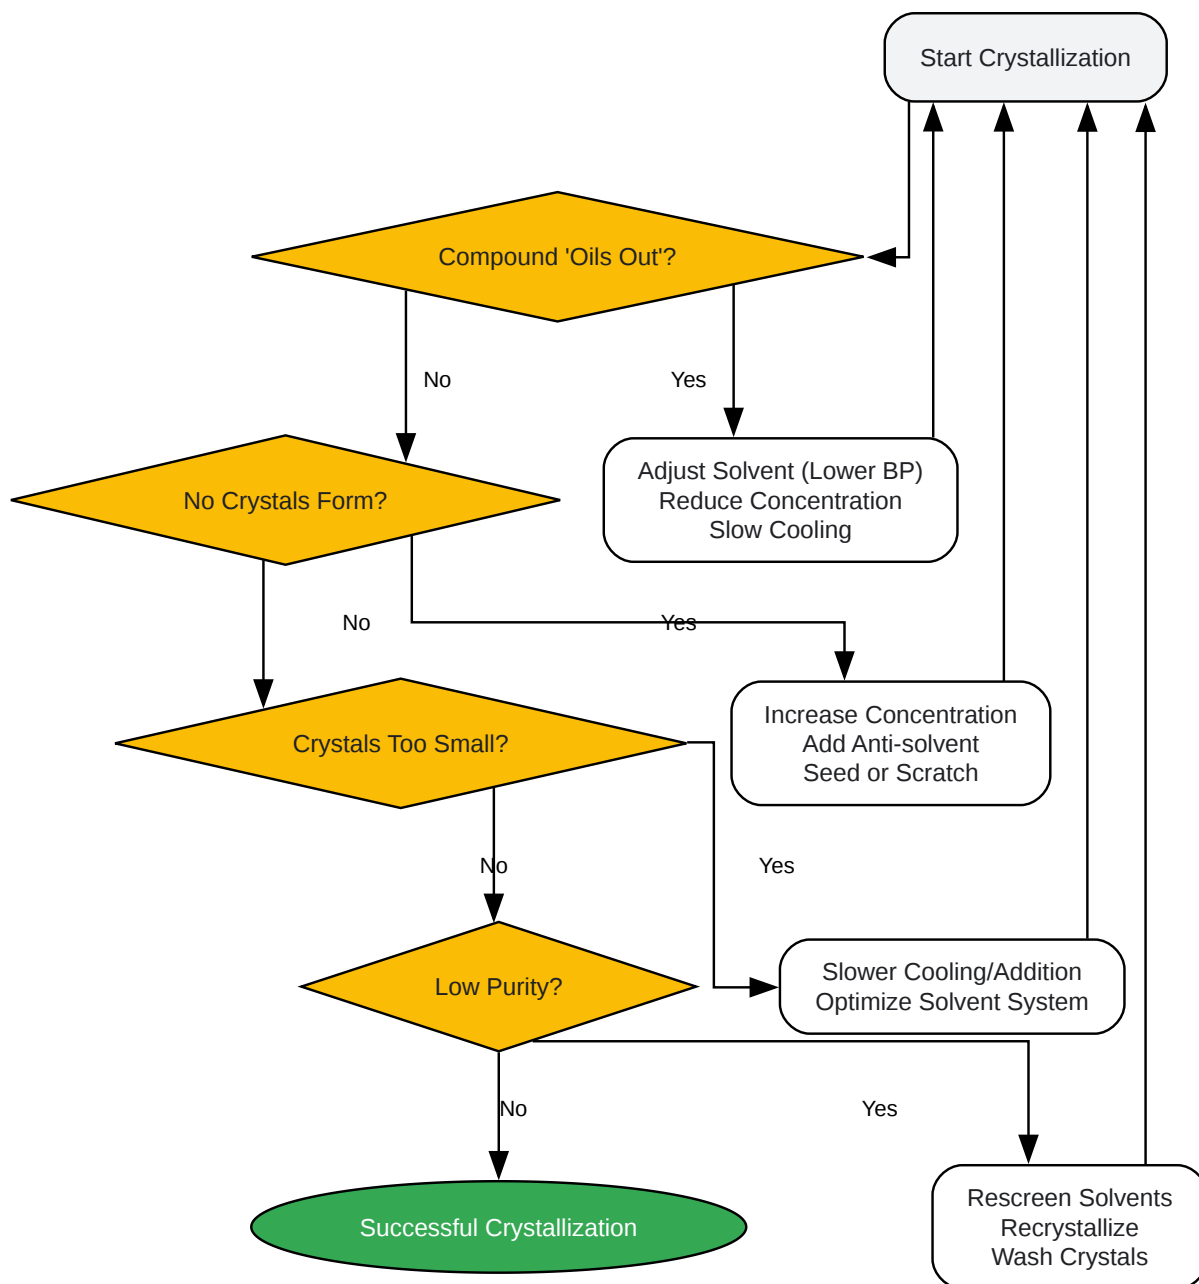 Start Crystallization
Compound 'Oils Out'?
No
Yes
Adjust Solvent (Lower BP)
Reduce Concentration
Slow Cooling
No Crystals Form?
No
Yes
Increase Concentration
Add Anti-solvent
Seed or Scratch
Crystals Too Small?
No
Yes
Slower Cooling/Addition
Optimize Solvent System
Low Purity?
No
Yes
Rescreen Solvents
Recrystallize
Wash Crystals
Successful Crystallization